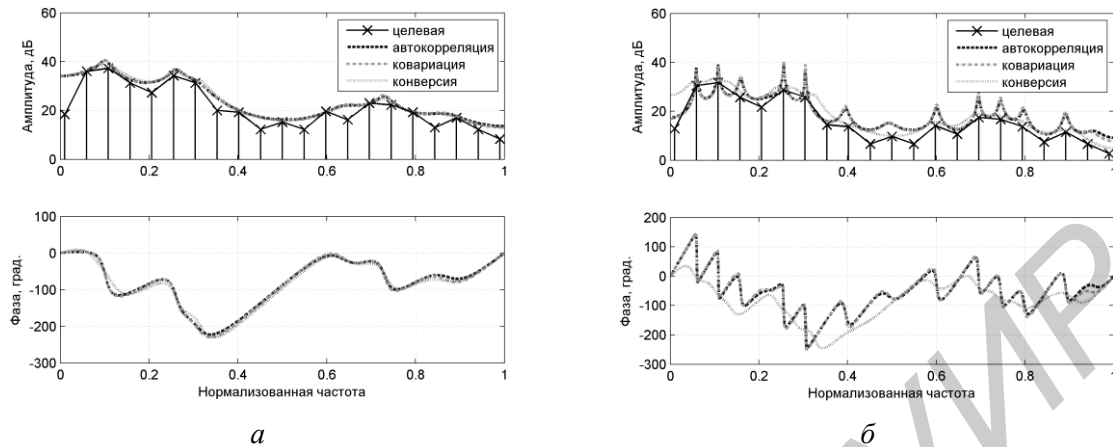 60
40
20
0
Амплитуда, дБ
целевая
автокорреляция
ковариация
конверсия
0 0.2 0.4 0.6 0.8 1
100
0
-100
-200
-300
Фаза, град.
0 0.2 0.4 0.6 0.8 1
Нормализованная частота
а
60
40
20
0
Амплитуда, дБ
целевая
автокорреляция
ковариация
конверсия
0 0.2 0.4 0.6 0.8 1
200
100
0
-100
-200
-300
Фаза, град.
0 0.2 0.4 0.6 0.8 1
Нормализованная частота
б
УИР